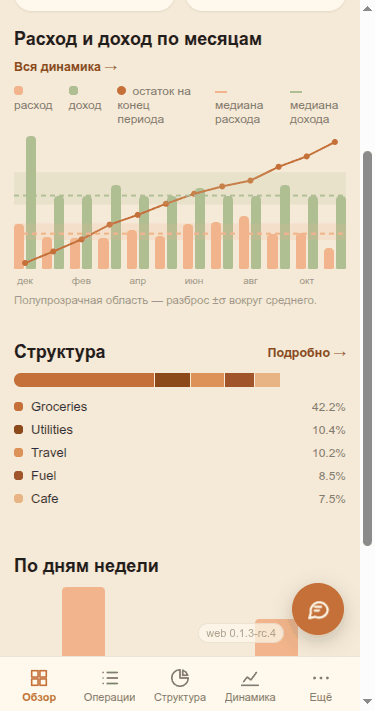 Расход и доход по месяцам
Вся динамика →
расход
доход
остаток на
конец
периода
медиана
расхода
медиана
дохода
дек
фев
апр
июн
авг
окт
Полупрозрачная область — разброс ±σ вокруг среднего.
Структура
Подробно →
Groceries 42.2%
Utilities 10.4%
Travel 10.2%
Fuel 8.5%
Cafe 7.5%
По дням недели
web 0.1.3-rc.4
Обзор
Операции
Структура
Динамика
Ещё